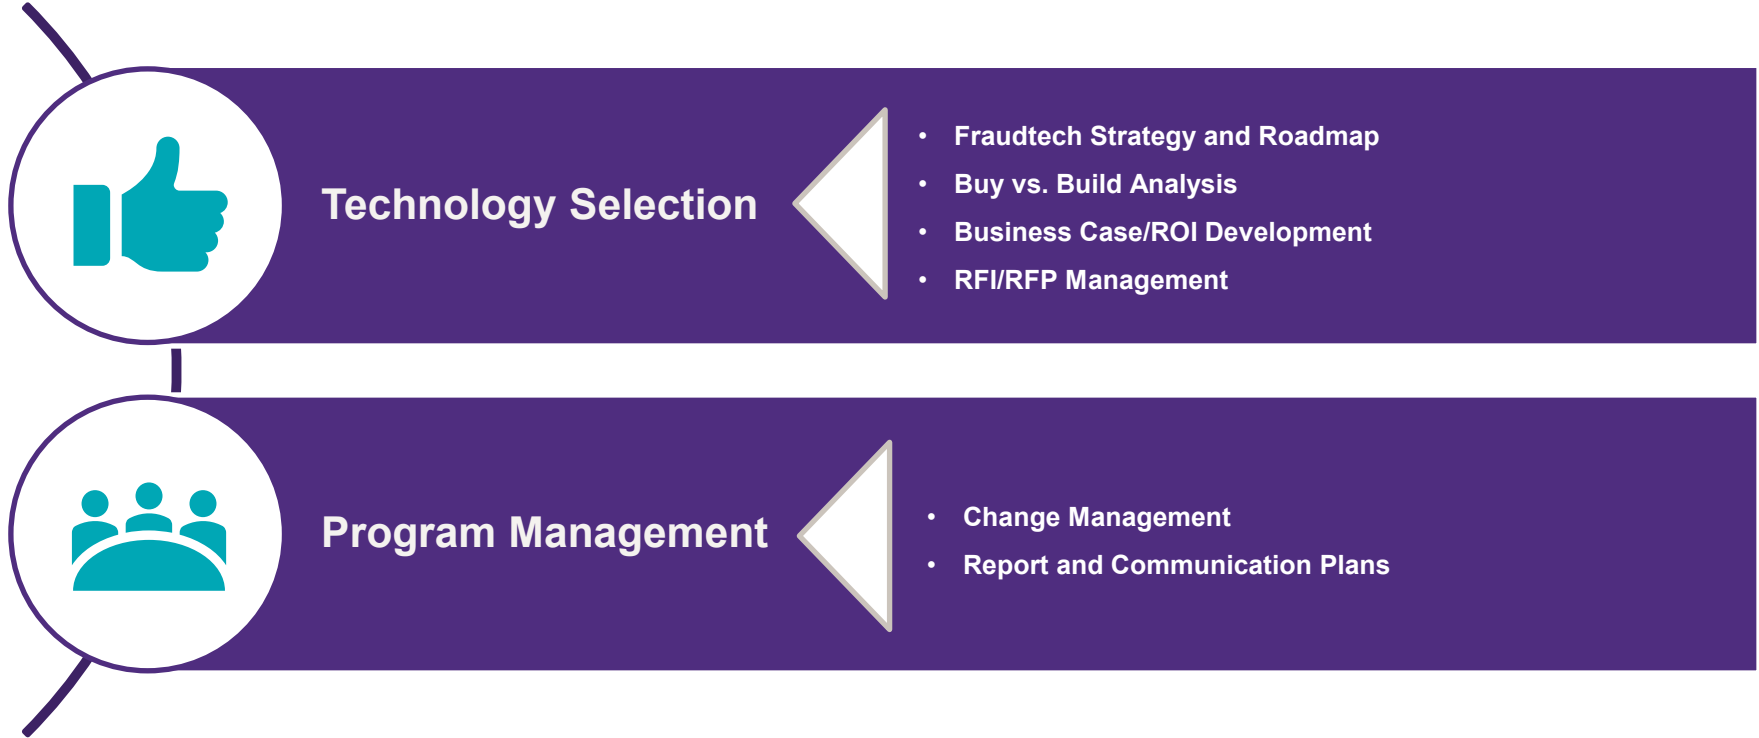 Technology Selection
• Fraudtech Strategy and Roadmap
• Buy vs. Build Analysis
• Business Case/ROI Development
• RFI/RFP Management
Program Management
• Change Management
• Report and Communication Plans